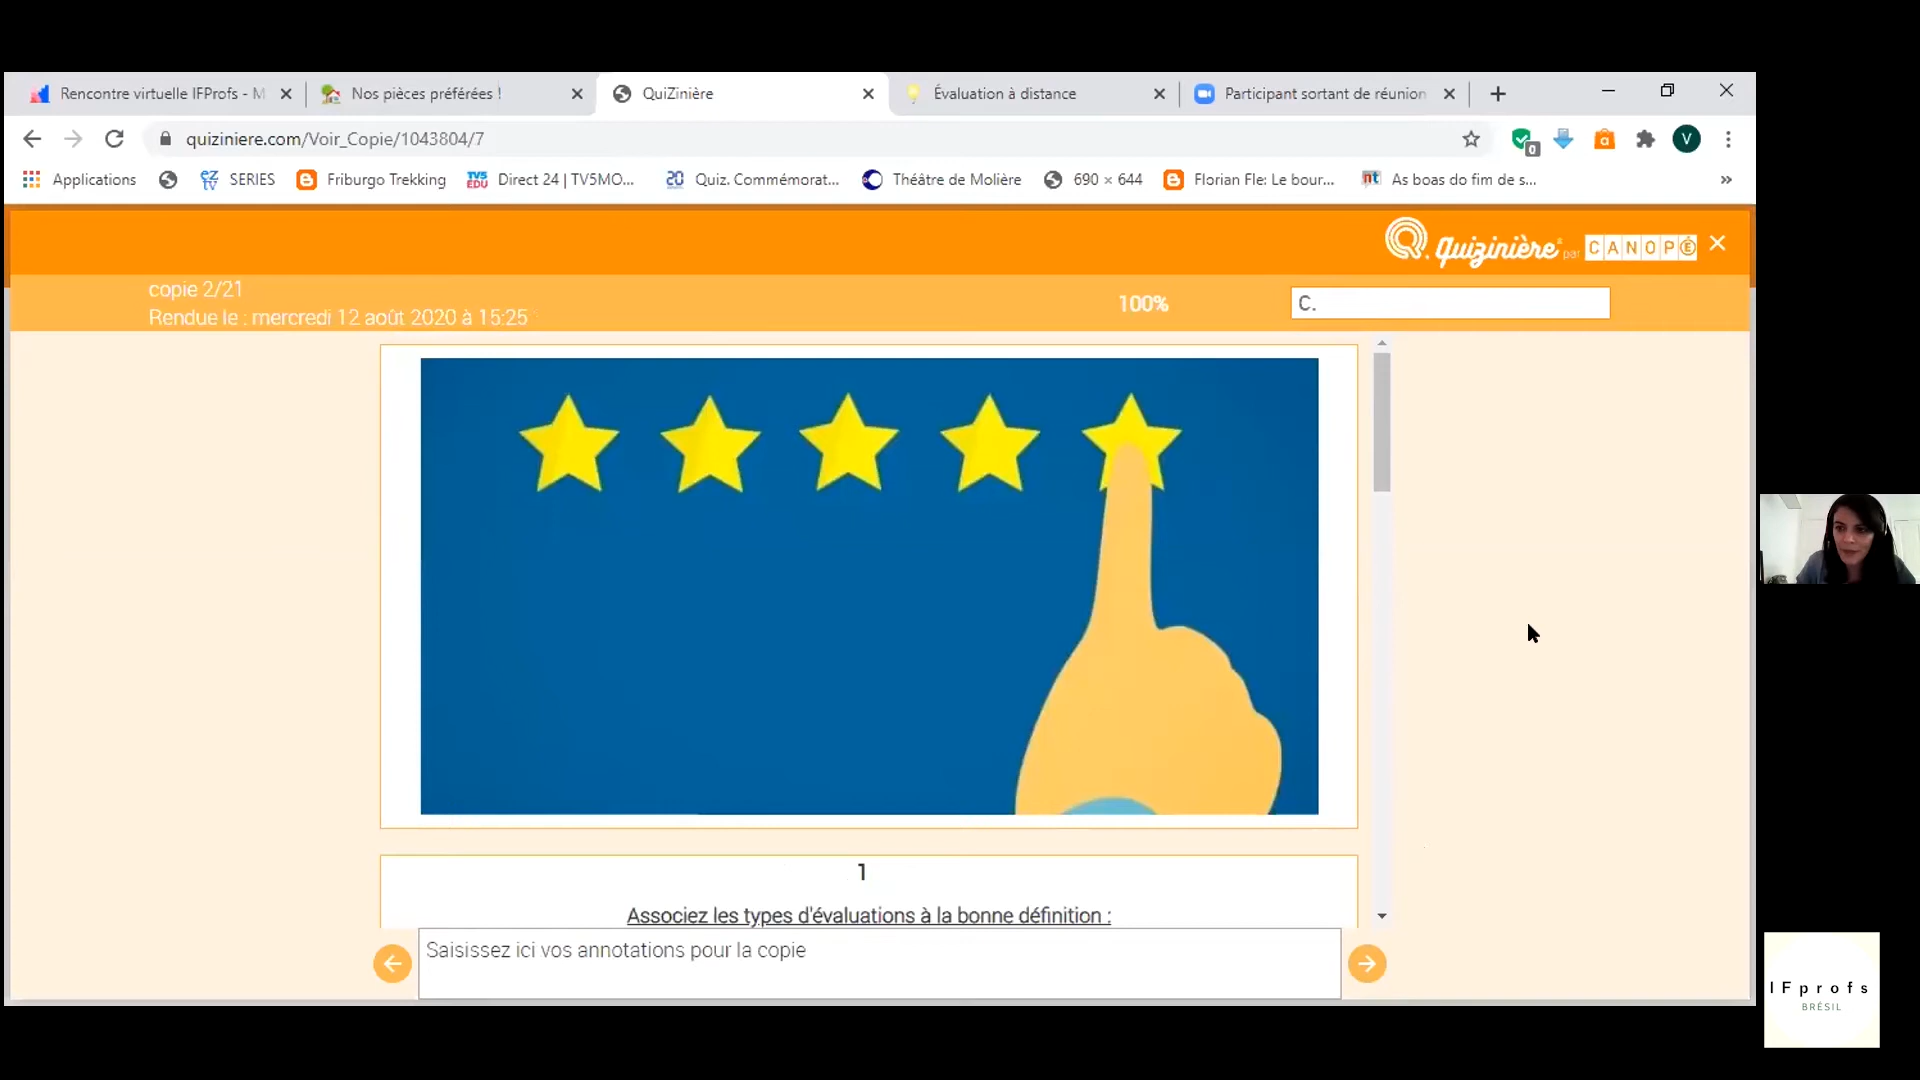 Rencontre virtuelle IFProfs - M
Nos pièces préférées !
QuiZinière
Évaluation à distance
Participant sortant de réunion
quiziniere.com/Voir_Copie/1043804/7
V
Applications
SERIES
Friburgo Trekking
Direct 24 | TV5MO...
Quiz. Commémorat...
Théâtre de Molière
690 × 644
Florian Fle: Le bour...
As boas do fim de s...
Quizinière par CANOPÉ
copie 2/21
100%
C.
Rendue le : mercredi 12 août 2020 à 15:25
1
Associez les types d'évaluations à la bonne définition :
Saisissez ici vos annotations pour la copie
IFprofs
BRÉSIL